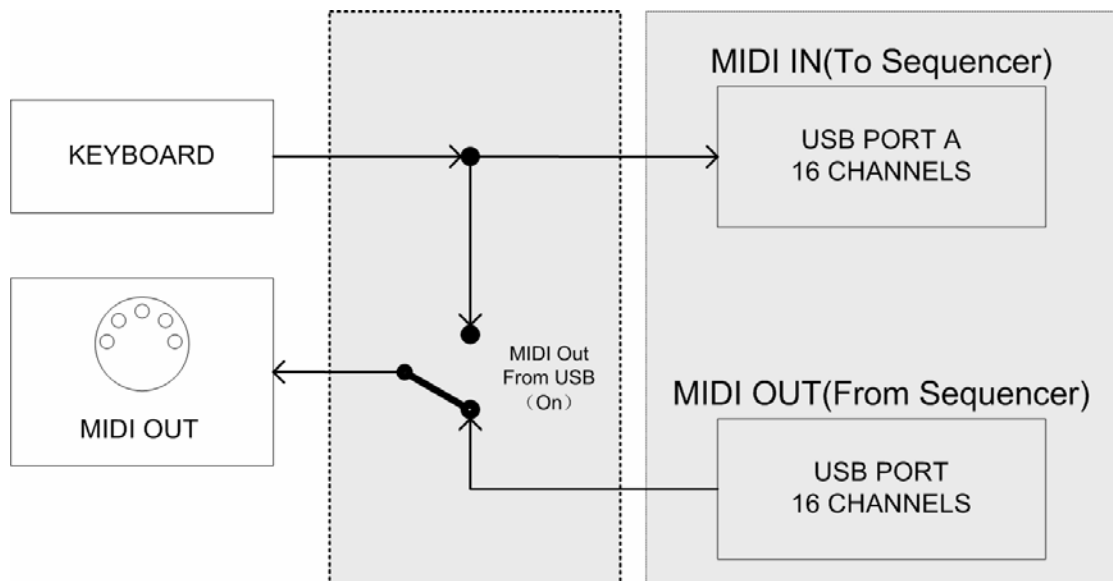 MIDI IN(To Sequencer)
KEYBOARD
USB PORT A
16 CHANNELS
MIDI Out
From USB
（On）
MIDI OUT
MIDI OUT(From Sequencer)
USB PORT
16 CHANNELS